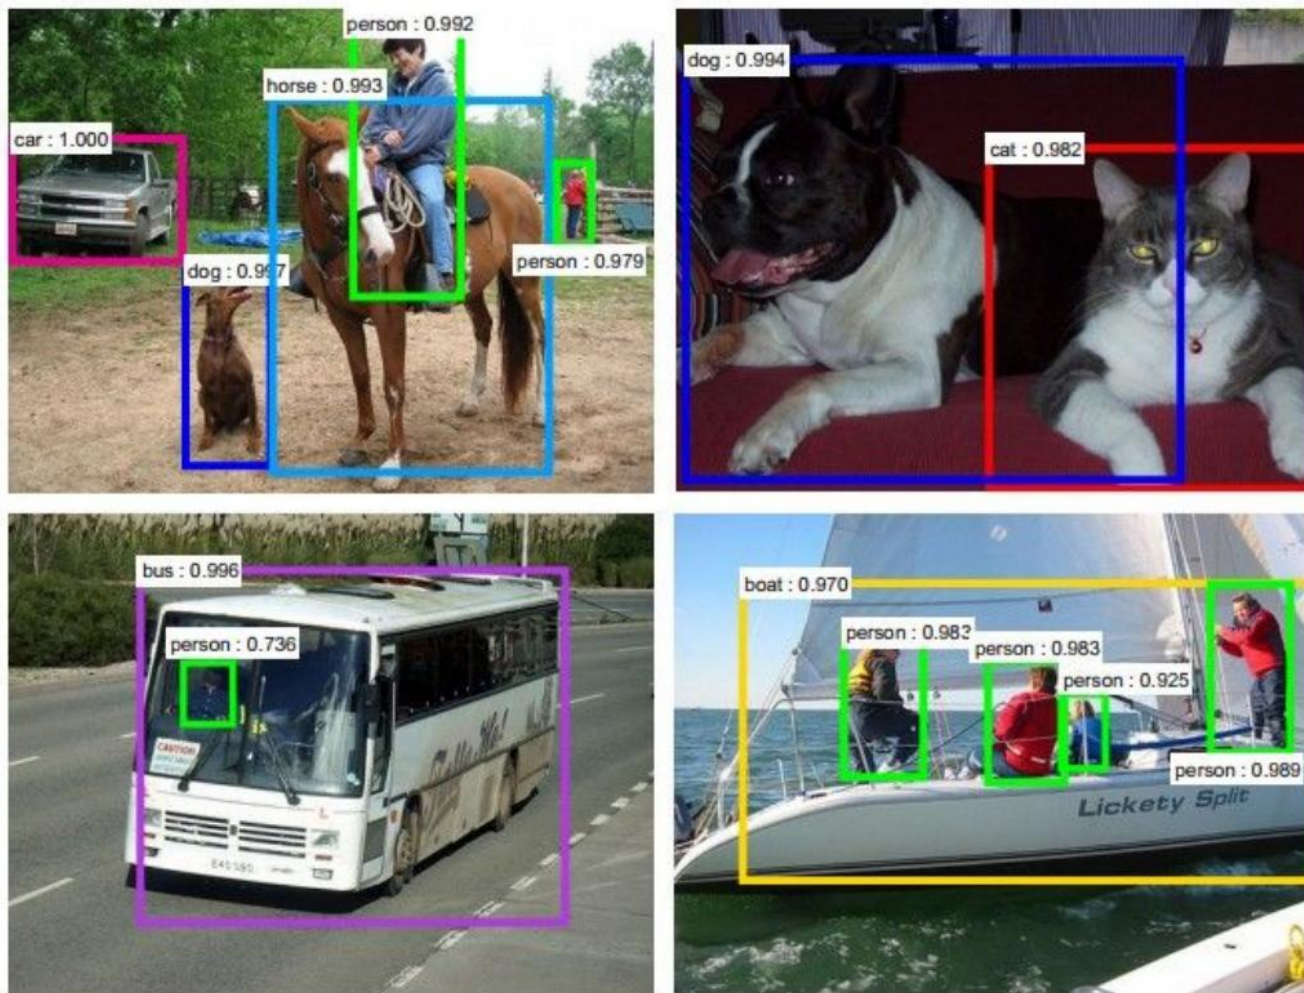 person : 0.992
horse : 0.993
car : 1.000
dog : 0.997
person : 0.979
dog : 0.994
cat : 0.982
bus : 0.996
person : 0.736
CAUTION
boat : 0.970
person : 0.983
person : 0.983
person : 0.925
person : 0.989
Lickety Split